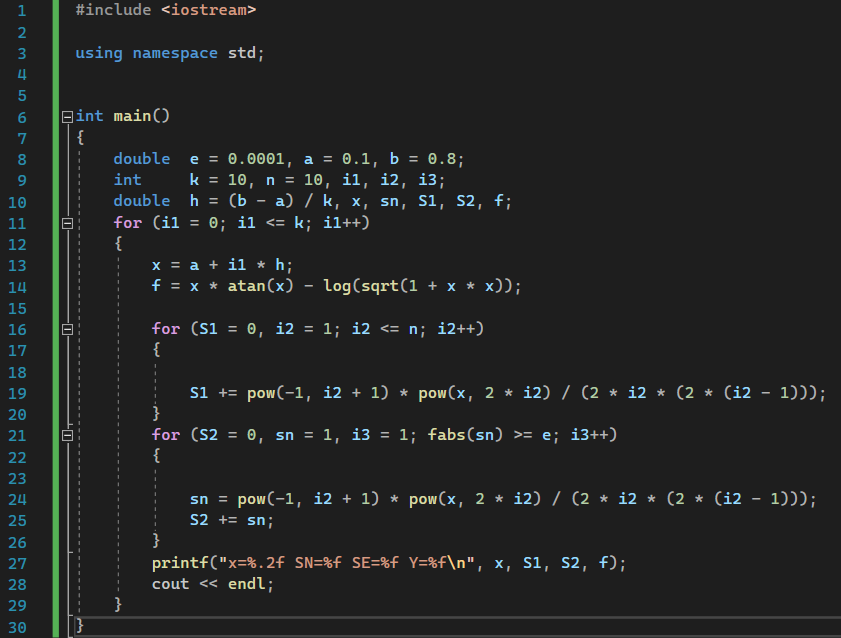 1 #include <iostream>
2
3 using namespace std;
4
5
6 int main()
7 {
8 double  e = 0.0001, a = 0.1, b = 0.8;
9 int     k = 10, n = 10, i1, i2, i3;
10 double  h = (b - a) / k, x, sn, S1, S2, f;
11 for (i1 = 0; i1 <= k; i1++)
12 {
13 x = a + i1 * h;
14 f = x * atan(x) - log(sqrt(1 + x * x));
15
16 for (S1 = 0, i2 = 1; i2 <= n; i2++)
17 {
18
19 S1 += pow(-1, i2 + 1) * pow(x, 2 * i2) / (2 * i2 * (2 * (i2 - 1)));
20 }
21 for (S2 = 0, sn = 1, i3 = 1; fabs(sn) >= e; i3++)
22 {
23
24 sn = pow(-1, i2 + 1) * pow(x, 2 * i2) / (2 * i2 * (2 * (i2 - 1)));
25 S2 += sn;
26 }
27 printf("x=%.2f SN=%f SE=%f Y=%f\n", x, S1, S2, f);
28 cout << endl;
29 }
30 }